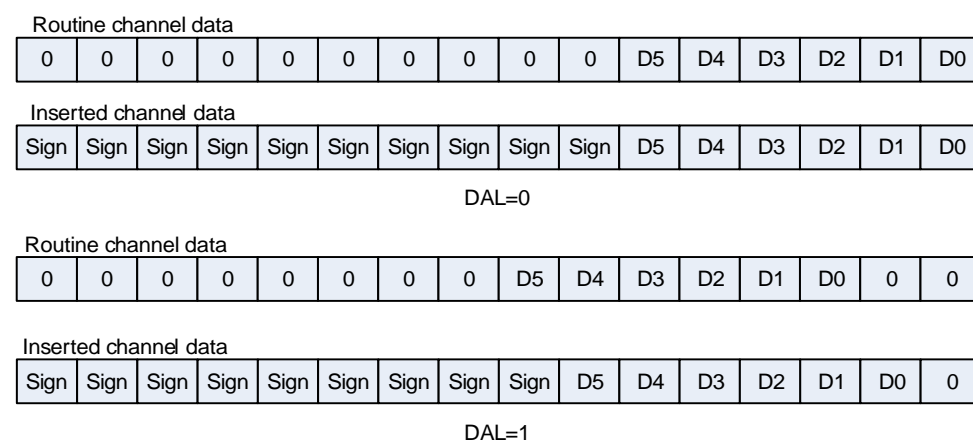 Routine channel data
0 0 0 0 0 0 0 0 0 0 D5 D4 D3 D2 D1 D0
Inserted channel data
Sign Sign Sign Sign Sign Sign Sign Sign Sign Sign D5 D4 D3 D2 D1 D0
DAL=0
Routine channel data
0 0 0 0 0 0 0 0 D5 D4 D3 D2 D1 D0 0 0
Inserted channel data
Sign Sign Sign Sign Sign Sign Sign Sign Sign D5 D4 D3 D2 D1 D0 0
DAL=1